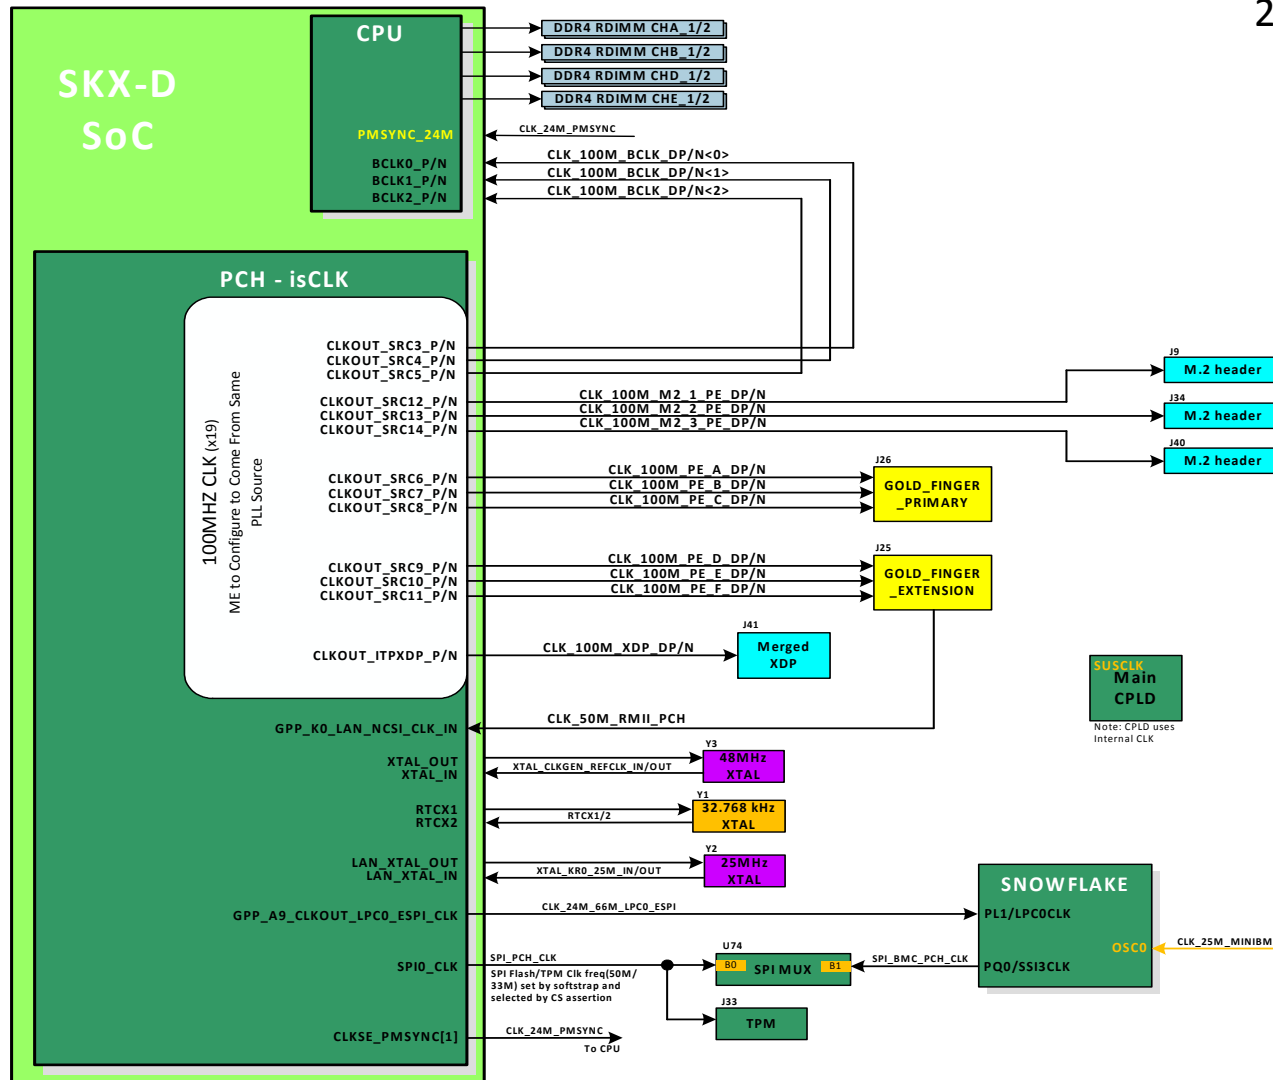 2
SKX-D
SoC
CPU
PMSYNC_24M
BCLK0_P/N
BCLK1_P/N
BCLK2_P/N
DDR4 RDIMM CHA_1/2
DDR4 RDIMM CHB_1/2
DDR4 RDIMM CHD_1/2
DDR4 RDIMM CHE_1/2
CLK_24M_PMSYNC
CLK_100M_BCLK_DP/N<0>
CLK_100M_BCLK_DP/N<1>
CLK_100M_BCLK_DP/N<2>
PCH - isCLK
100MHZ CLK (x19)
ME to Configure to Come From Same
PLL Source
CLKOUT_SRC3_P/N
CLKOUT_SRC4_P/N
CLKOUT_SRC5_P/N
CLKOUT_SRC12_P/N
CLKOUT_SRC13_P/N
CLKOUT_SRC14_P/N
CLK_100M_M2_1_PE_DP/N
CLK_100M_M2_2_PE_DP/N
CLK_100M_M2_3_PE_DP/N
J9
M.2 header
J34
M.2 header
J40
M.2 header
CLKOUT_SRC6_P/N
CLKOUT_SRC7_P/N
CLKOUT_SRC8_P/N
CLK_100M_PE_A_DP/N
CLK_100M_PE_B_DP/N
CLK_100M_PE_C_DP/N
J26
GOLD_FINGER
_PRIMARY
CLKOUT_SRC9_P/N
CLKOUT_SRC10_P/N
CLKOUT_SRC11_P/N
CLK_100M_PE_D_DP/N
CLK_100M_PE_E_DP/N
CLK_100M_PE_F_DP/N
J25
GOLD_FINGER
_EXTENSION
CLKOUT_ITPXDP_P/N
CLK_100M_XDP_DP/N
J41
Merged
XDP
SUSCLK
Main
CPLD
Note: CPLD uses
Internal CLK
GPP_K0_LAN_NCSI_CLK_IN
CLK_50M_RMII_PCH
XTAL_OUT
XTAL_IN
XTAL_CLKGEN_REFCLK_IN/OUT
Y3
48MHz
XTAL
RTCX1
RTCX2
RTCX1/2
Y1
32.768 kHz
XTAL
LAN_XTAL_OUT
LAN_XTAL_IN
XTAL_KR0_25M_IN/OUT
Y2
25MHz
XTAL
GPP_A9_CLKOUT_LPC0_ESPI_CLK
CLK_24M_66M_LPC0_ESPI
SNOWFLAKE
PL1/LPC0CLK
OSC0
PQ0/SSI3CLK
CLK_25M_MINIBM
SPI0_CLK
SPI_PCH_CLK
SPI Flash/TPM Clk freq(50M/
33M) set by softstrap and
selected by CS assertion
U74
B0
SPI MUX
B1
SPI_BMC_PCH_CLK
J33
TPM
CLKSE_PMSYNC[1]
CLK_24M_PMSYNC
To CPU